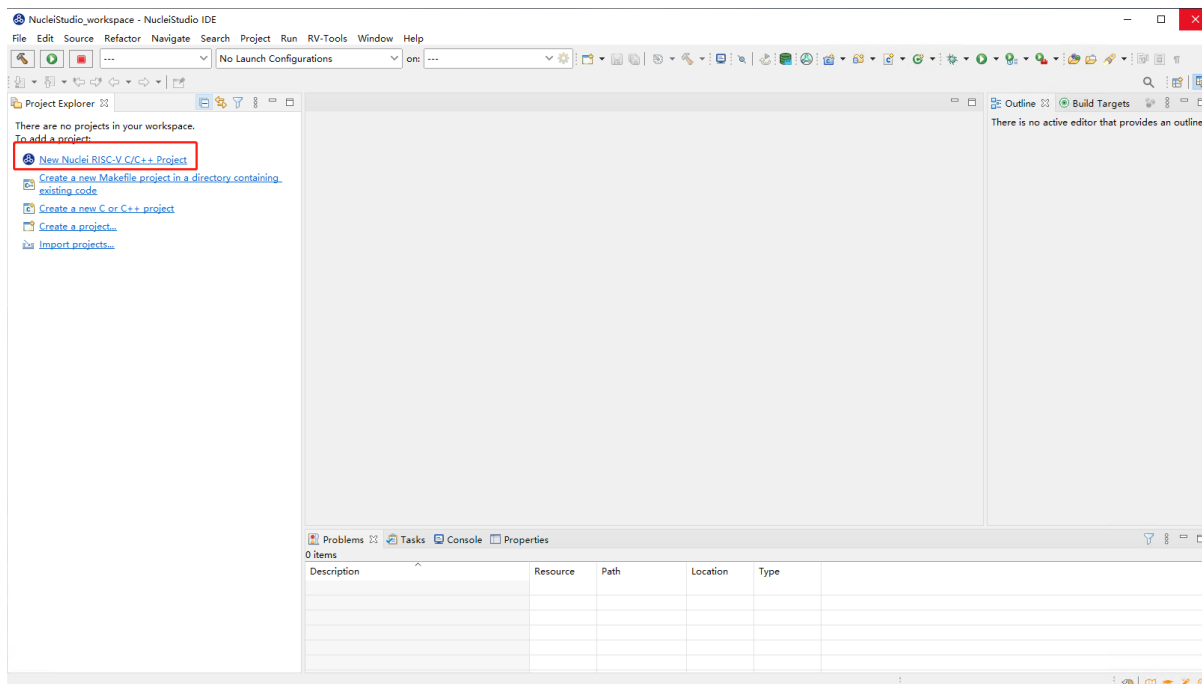 NucleiStudio_workspace - NucleiStudio IDE
File Edit Source Refactor Navigate Search Project Run RV-Tools Window Help
--- No Launch Configurations on: ---
Project Explorer
There are no projects in your workspace.
To add a project:
New Nuclei RISC-V C/C++ Project
Create a new Makefile project in a directory containing
existing code
Create a new C or C++ project
Create a project...
Import projects...
Outline Build Targets
There is no active editor that provides an outline
Problems Tasks Console Properties
0 items
Description Resource Path Location Type